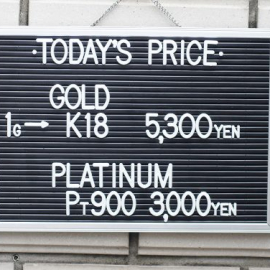 ·TODAY'S PRICE·
GOLD
1G→ K18 5,300YEN
PLATINUM
PT900 3,000YEN